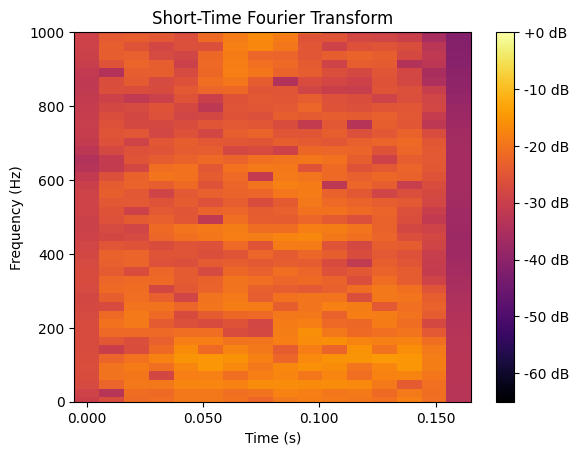 Short-Time Fourier Transform
1000
800
600
400
200
0
Frequency (Hz)
0.000
0.050
0.100
0.150
Time (s)
+0 dB
-10 dB
-20 dB
-30 dB
-40 dB
-50 dB
-60 dB